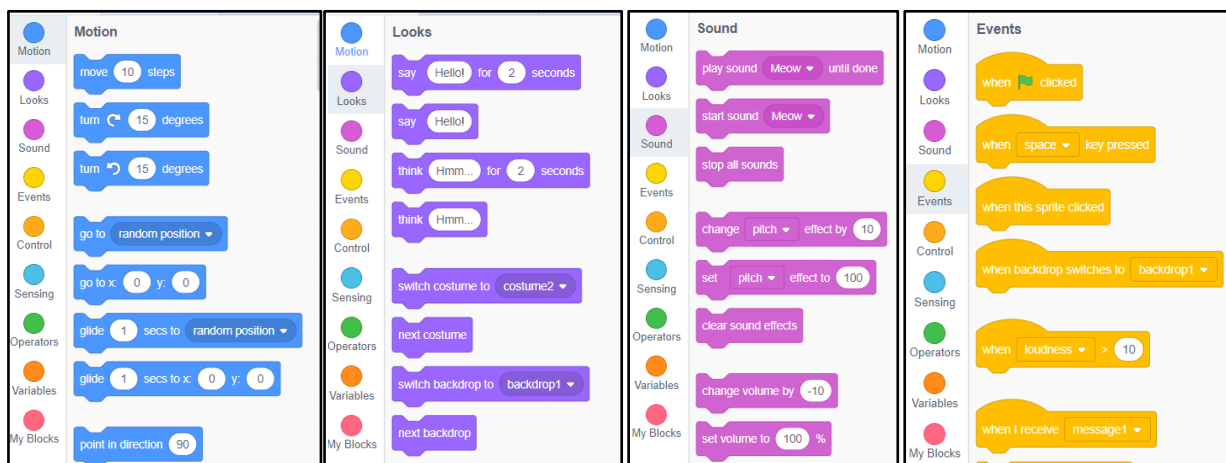 Motion
Looks
Sound
Events
Control
Sensing
Operators
Variables
My Blocks
Motion
move 10 steps
turn 15 degrees
turn 15 degrees
go to random position
go to x: 0 y: 0
glide 1 secs to random position
glide 1 secs to x: 0 y: 0
point in direction 90
Motion
Looks
Sound
Events
Control
Sensing
Operators
Variables
My Blocks
Looks
say Hello! for 2 seconds
say Hello!
think Hmm... for 2 seconds
think Hmm...
switch costume to costume2
next costume
switch backdrop to backdrop1
next backdrop
Motion
Looks
Sound
Events
Control
Sensing
Operators
Variables
My Blocks
Sound
play sound Meow until done
start sound Meow
stop all sounds
change pitch effect by 10
set pitch effect to 100
clear sound effects
change volume by -10
set volume to 100 %
Motion
Looks
Sound
Events
Control
Sensing
Operators
Variables
My Blocks
Events
when clicked
when space key pressed
when this sprite clicked
when backdrop switches to backdrop1
when loudness > 10
when I receive message1